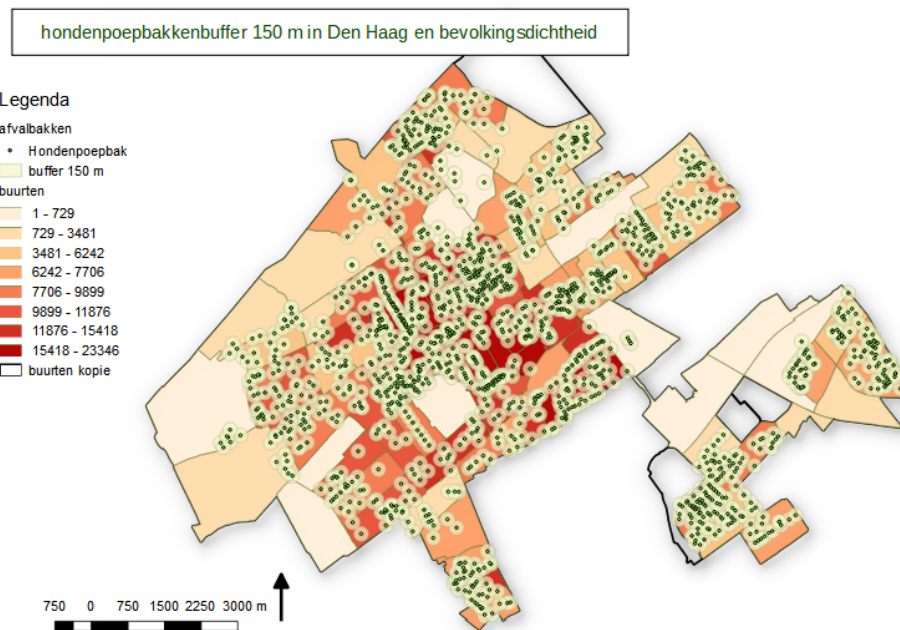 hondenpoepbakkenbuffer 150 m in Den Haag en bevolkingsdichtheid
Legenda
afvalbakken
Hondenpoepbak
buffer 150 m
buurten
1 - 729
729 - 3481
3481 - 6242
6242 - 7706
7706 - 9899
9899 - 11876
11876 - 15418
15418 - 23346
buurten kopie
750 0 750 1500 2250 3000 m